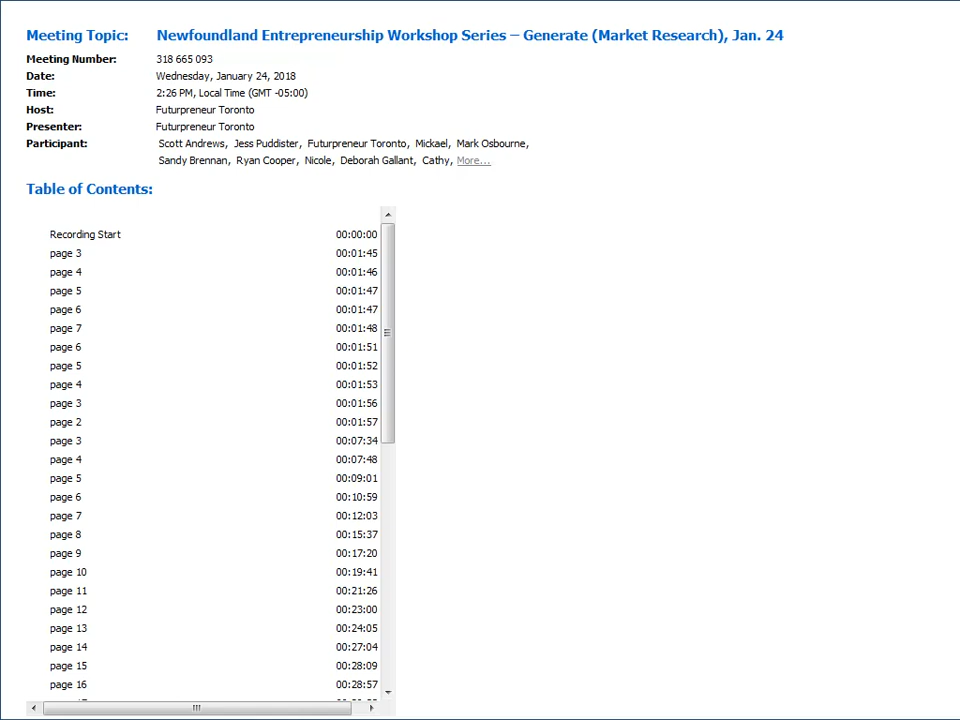 Meeting Topic: Newfoundland Entrepreneurship Workshop Series – Generate (Market Research), Jan. 24
Meeting Number: 318 665 093
Date: Wednesday, January 24, 2018
Time: 2:26 PM, Local Time (GMT -05:00)
Host: Futurpreneur Toronto
Presenter: Futurpreneur Toronto
Participant: Scott Andrews, Jess Puddister, Futurpreneur Toronto, Mickael, Mark Osbourne,
Sandy Brennan, Ryan Cooper, Nicole, Deborah Gallant, Cathy, More...
Table of Contents:
Recording Start 00:00:00
page 3 00:01:45
page 4 00:01:46
page 5 00:01:47
page 6 00:01:47
page 7 00:01:48
page 6 00:01:51
page 5 00:01:52
page 4 00:01:53
page 3 00:01:56
page 2 00:01:57
page 3 00:07:34
page 4 00:07:48
page 5 00:09:01
page 6 00:10:59
page 7 00:12:03
page 8 00:15:37
page 9 00:17:20
page 10 00:19:41
page 11 00:21:26
page 12 00:23:00
page 13 00:24:05
page 14 00:27:04
page 15 00:28:09
page 16 00:28:57